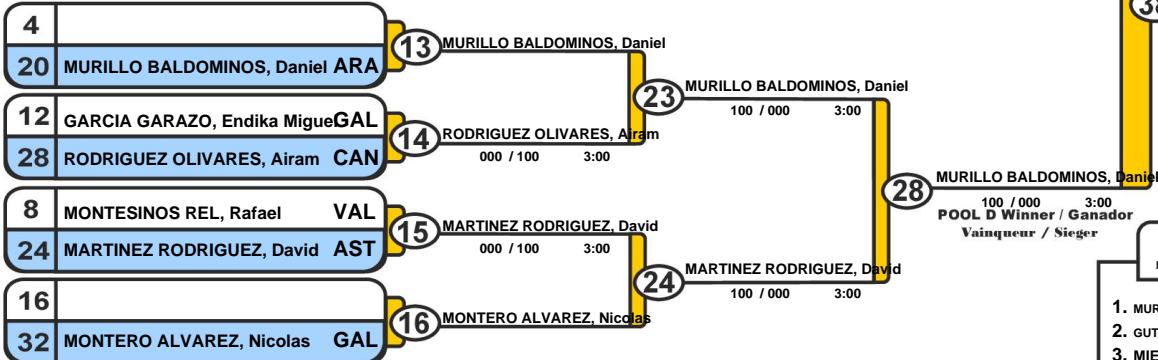 38
4
20 MURILLO BALDOMINOS, Daniel ARA
13 MURILLO BALDOMINOS, Daniel
12 GARCIA GARAZO, Endika Migue GAL
28 RODRIGUEZ OLIVARES, Airam CAN
14 RODRIGUEZ OLIVARES, Airam
000 / 100 3:00
23 MURILLO BALDOMINOS, Daniel
100 / 000 3:00
8 MONTESINOS REL, Rafael VAL
24 MARTINEZ RODRIGUEZ, David AST
15 MARTINEZ RODRIGUEZ, David
000 / 100 3:00
16
32 MONTERO ALVAREZ, Nicolas GAL
16 MONTERO ALVAREZ, Nicolas
24 MARTINEZ RODRIGUEZ, David
100 / 000 3:00
28 MURILLO BALDOMINOS, Daniel
100 / 000 3:00
POOL D Winner / Ganador
Vainqueur / Sieger
1. MUR
2. GUT
3. MIE